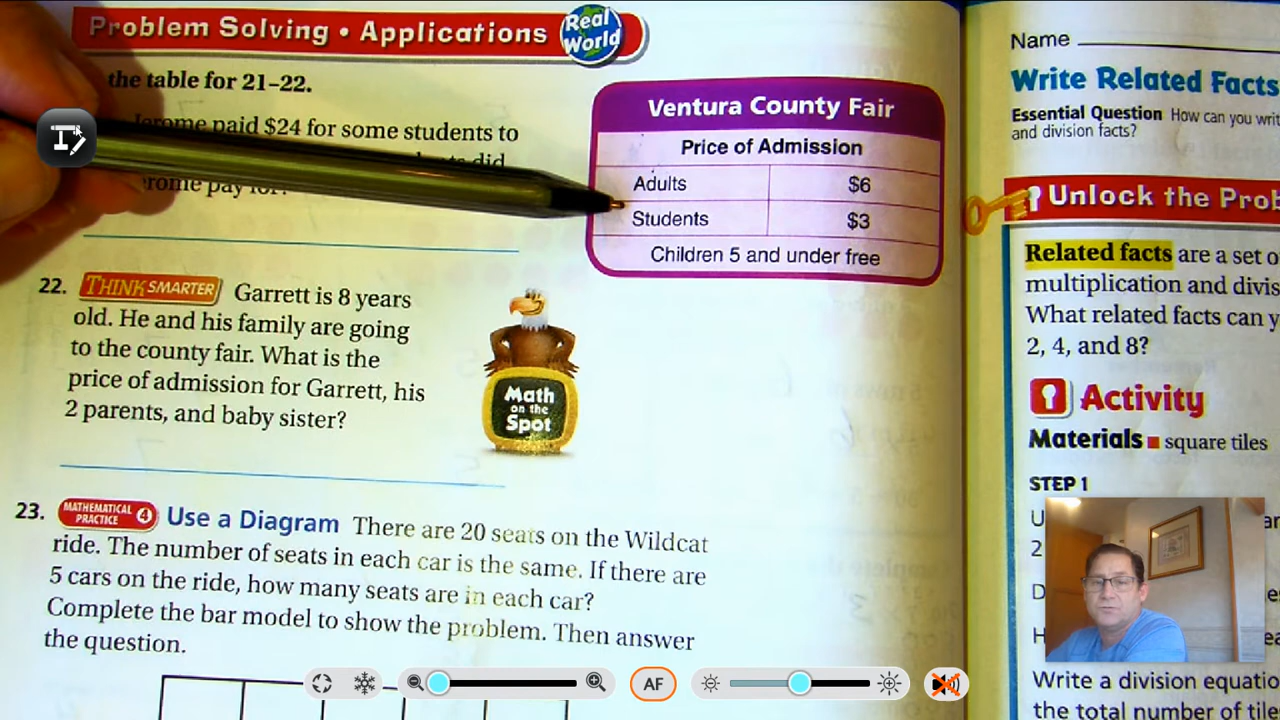 Problem Solving • Applications
Real World
the table for 21–22.
Jerome paid $24 for some students to
did
Jerome pay for?
Ventura County Fair
Price of Admission
Adults $6
Students $3
Children 5 and under free
22. THINK SMARTER Garrett is 8 years
old. He and his family are going
to the county fair. What is the
price of admission for Garrett, his
2 parents, and baby sister?
Math
on the
Spot
23. MATHEMATICAL PRACTICE 4 Use a Diagram There are 20 seats on the Wildcat
ride. The number of seats in each car is the same. If there are
5 cars on the ride, how many seats are in each car?
Complete the bar model to show the problem. Then answer
the question.
Name
Write Related Facts
Essential Question How can you writ
and division facts?
Unlock the Prob
Related facts are a set o
multiplication and divis
What related facts can y
2, 4, and 8?
Activity
Materials ■ square tiles
STEP 1
U
2
D
H
Write a division equatio
the total number of tile
AF